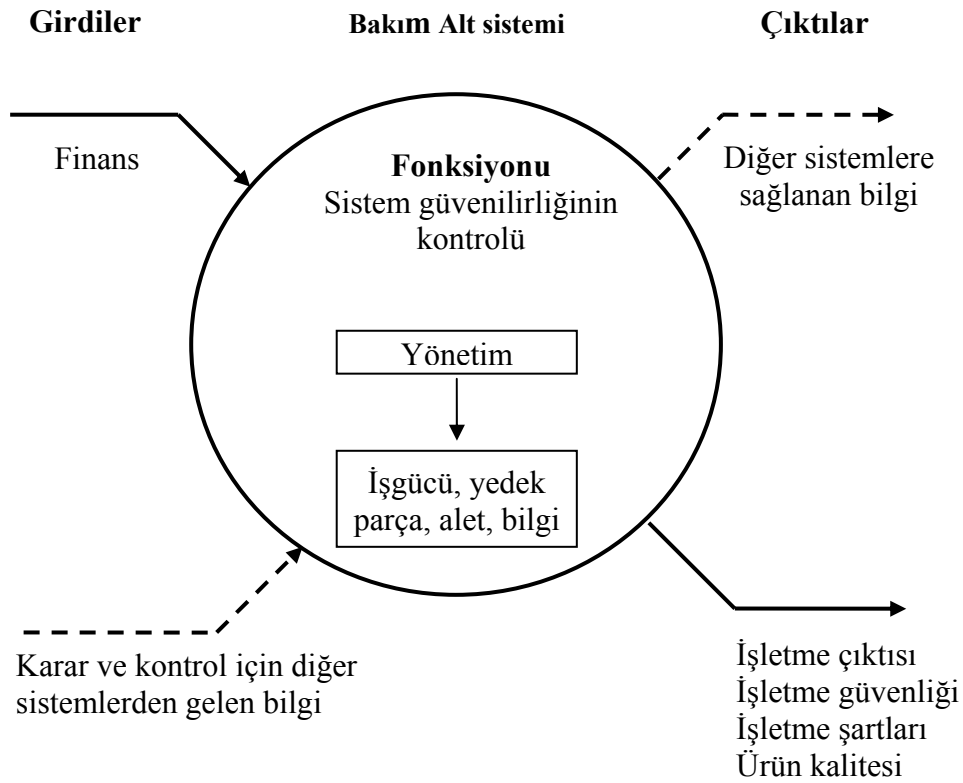 Girdiler
Bakım Alt sistemi
Çıktılar
Finans
Fonksiyonu
Sistem güvenilirliğinin
kontrolü
Diğer sistemlere
sağlanan bilgi
Yönetim
İşgücü, yedek
parça, alet, bilgi
Karar ve kontrol için diğer
sistemlerden gelen bilgi
İşletme çıktısı
İşletme güvenliği
İşletme şartları
Ürün kalitesi